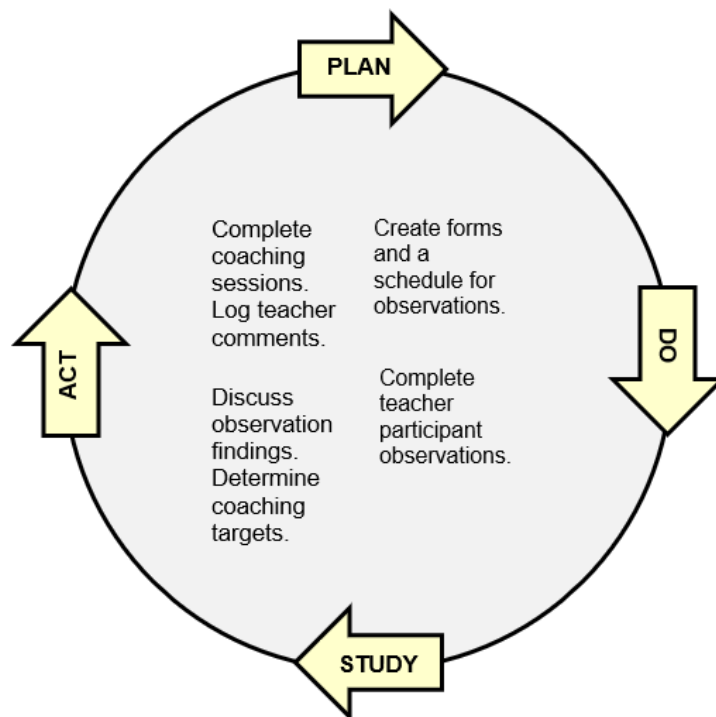 PLAN
Complete
coaching
sessions.
Log teacher
comments.
Create forms
and a
schedule for
observations.
DO
ACT
Discuss
observation
findings.
Determine
coaching
targets.
Complete
teacher
participant
observations.
STUDY